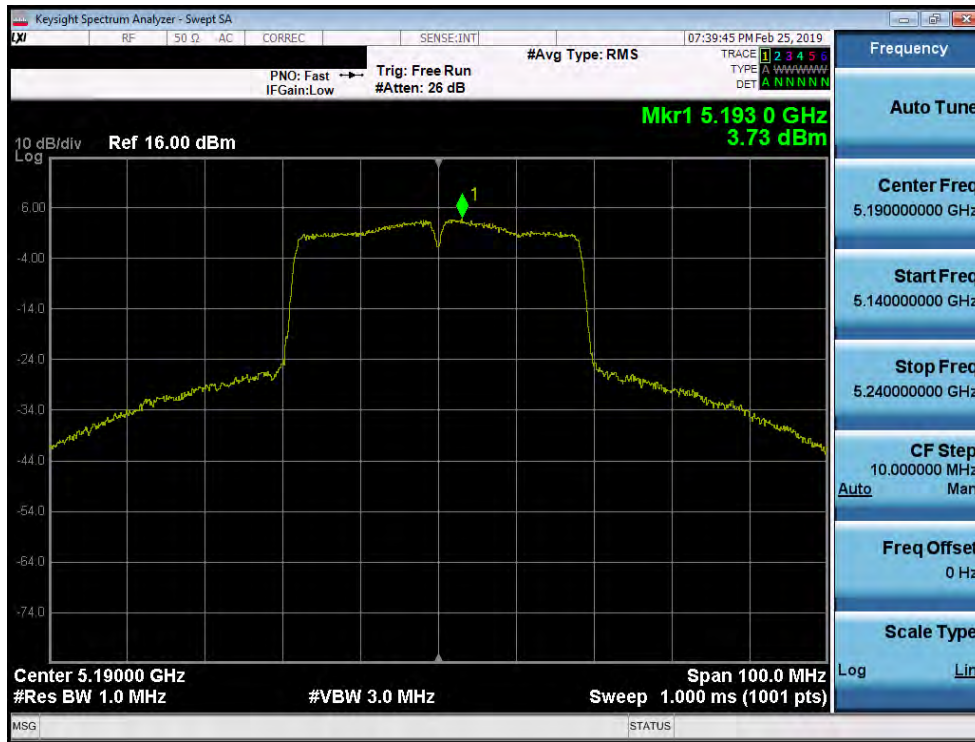 Keysight Spectrum Analyzer - Swept SA
LXI RF 50 Ω AC CORREC SENSE:INT 07:39:45 PM Feb 25, 2019
#Avg Type: RMS
TRACE 1 2 3 4 5 6
TYPE A WWWWW
DET A N N N N N
PNO: Fast
IFGain:Low
Trig: Free Run
#Atten: 26 dB
Mkr1 5.193 0 GHz
3.73 dBm
10 dB/div
Log
Ref 16.00 dBm
1
6.00
-4.00
-14.0
-24.0
-34.0
-44.0
-54.0
-64.0
-74.0
Center 5.19000 GHz
Span 100.0 MHz
#Res BW 1.0 MHz
#VBW 3.0 MHz
Sweep 1.000 ms (1001 pts)
MSG
STATUS
Frequency
Auto Tune
Center Freq
5.190000000 GHz
Start Freq
5.140000000 GHz
Stop Freq
5.240000000 GHz
CF Step
10.000000 MHz
Auto Man
Freq Offset
0 Hz
Scale Type
Log Lin